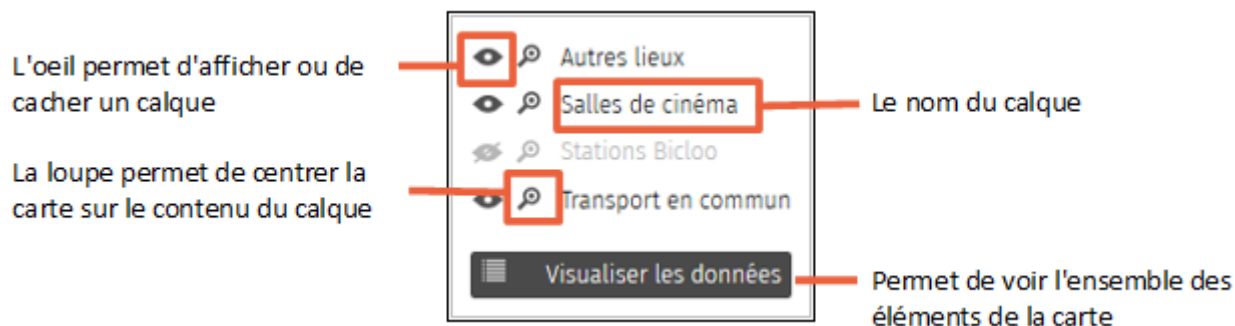 L'oeil permet d'afficher ou de
cacher un calque
La loupe permet de centrer la
carte sur le contenu du calque
Autres lieux
Salles de cinéma
Stations Bicloo
Transport en commun
Visualiser les données
Le nom du calque
Permet de voir l'ensemble des
éléments de la carte